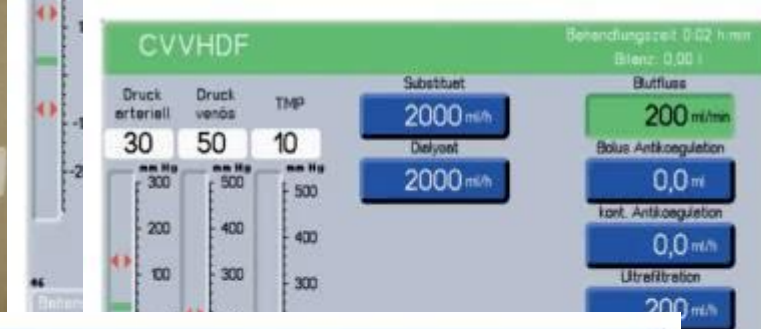 CVVHDF
Behandlungszeit 0:02 h:min
Bilanz: 0,00 l
Druck arteriell
Druck venös
TMP
30
50
10
mm Hg
mm Hg
mm Hg
300
200
100
500
400
300
500
400
300
Substituat
2000 ml/h
Dialysat
2000 ml/h
Blutfluss
200 ml/min
Bolus Antikoagulation
0,0 ml
kont. Antikoagulation
0,0 ml/h
Ultrafiltration
200 ml/h